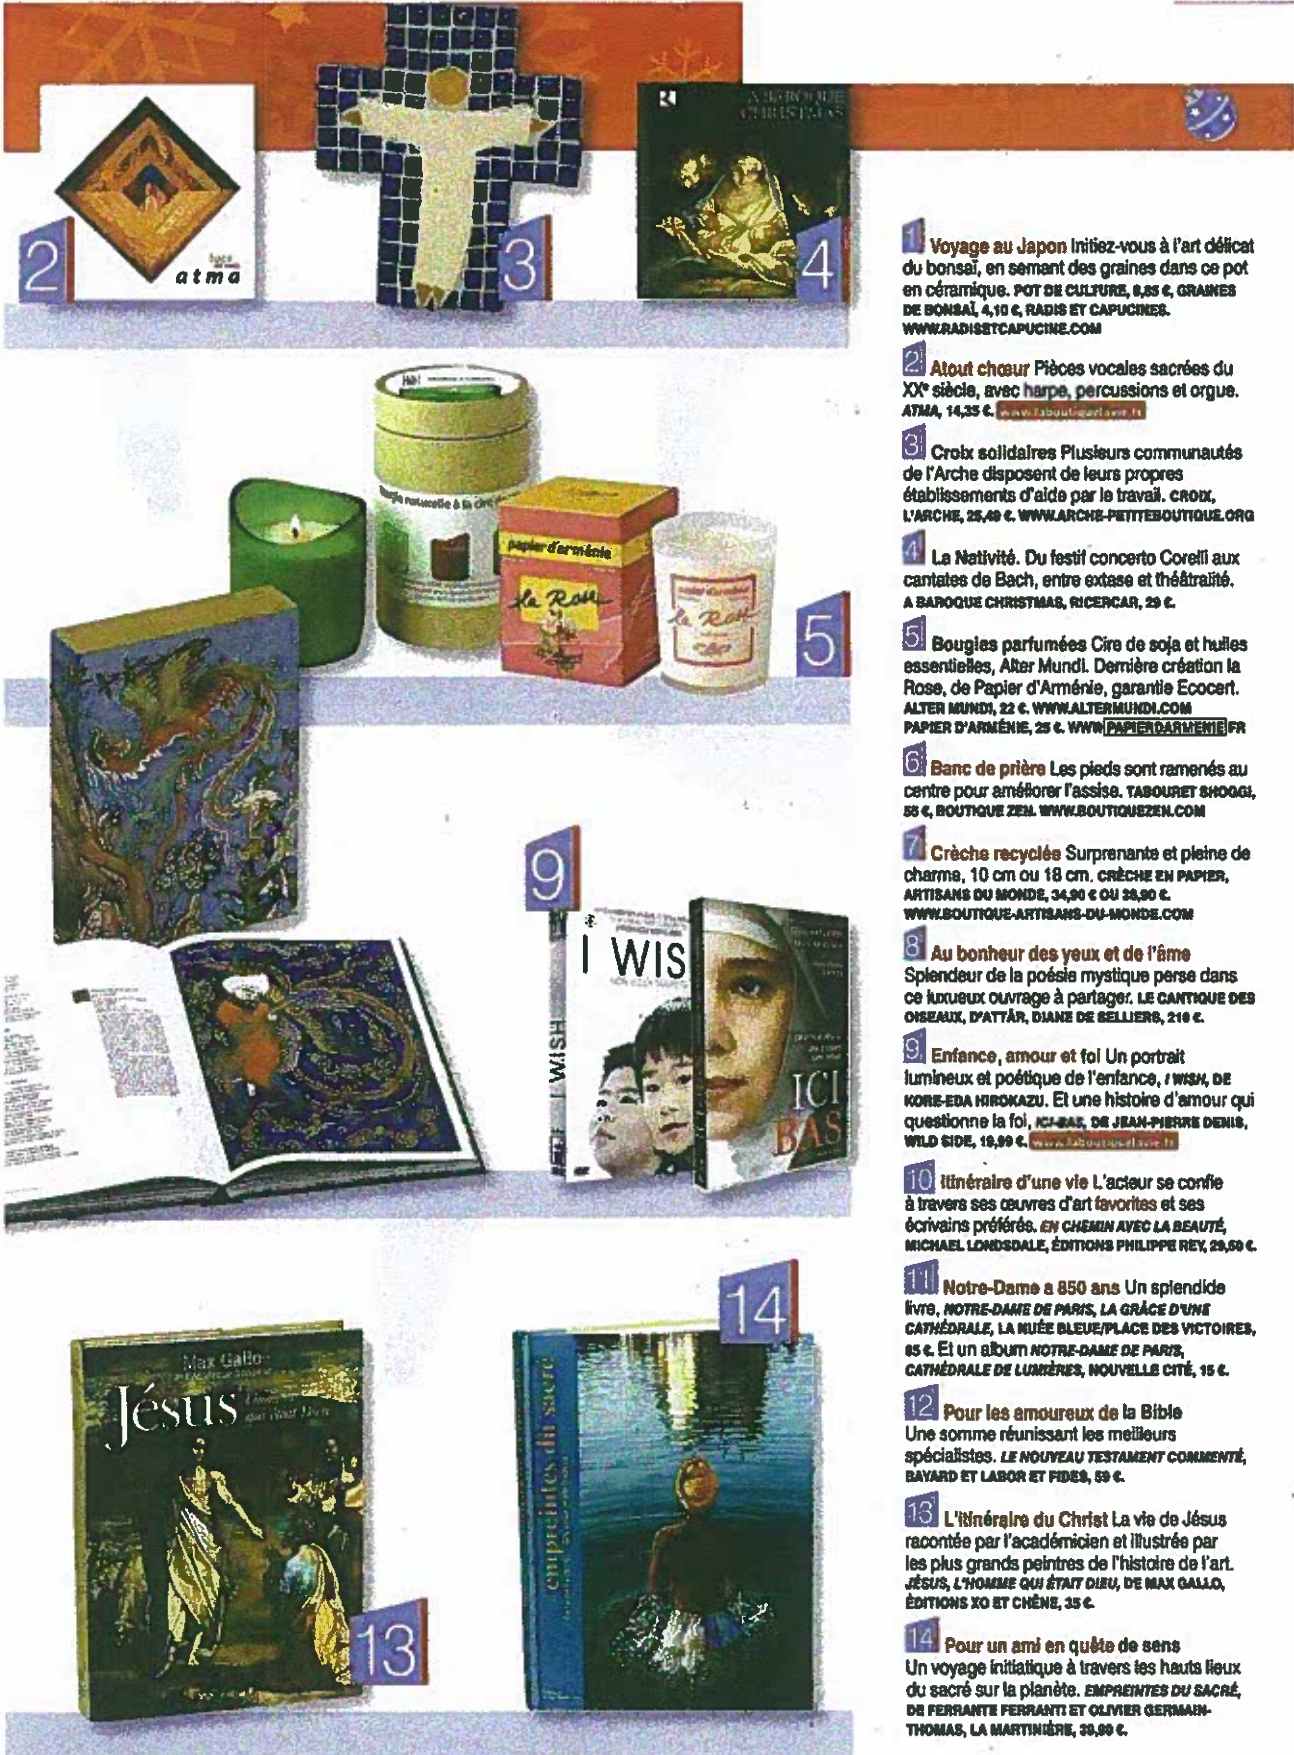 2
atma
3
A BAROQUE
CHRISTMAS
4
papier d'arménie
la Rose
la Rose
5
9
I WIS
I WISH
ICI
BAS
14
Max Gallo
Jésus
13
empreintes du sacré
1 Voyage au Japon Initiez-vous à l'art délicat
du bonsaï, en semant des graines dans ce pot
en céramique. POT DE CULTURE, 8,85 €, GRAINES
DE BONSAÏ, 4,10 €, RADIS ET CAPUCINES.
WWW.RADISETCAPUCINE.COM
2 Atout chœur Pièces vocales sacrées du
XXe siècle, avec harpe, percussions et orgue.
ATMA, 14,35 €. www.laboutiquelavie.fr
3 Croix solidaires Plusieurs communautés
de l'Arche disposent de leurs propres
établissements d'aide par le travail. CROIX,
L'ARCHE, 25,40 €. WWW.ARCHE-PETITEBOUTIQUE.ORG
4 La Nativité. Du festif concerto Corelli aux
cantates de Bach, entre extase et théâtralité.
A BAROQUE CHRISTMAS, RICERCAR, 29 €.
5 Bougies parfumées Cire de soja et huiles
essentielles, Alter Mundi. Dernière création la
Rose, de Papier d'Arménie, garantie Ecocert.
ALTER MUNDI, 22 €. WWW.ALTERMUNDI.COM
PAPIER D'ARMÉNIE, 25 €. WWW PAPIERDARMENIE FR
6 Banc de prière Les pieds sont ramenés au
centre pour améliorer l'assise. TABOURET SHOGGI,
55 €, BOUTIQUE ZEN. WWW.BOUTIQUEZEN.COM
7 Crèche recyclée Surprenante et pleine de
charme, 10 cm ou 18 cm. CRÈCHE EN PAPIER,
ARTISANS DU MONDE, 34,90 € OU 38,90 €.
WWW.BOUTIQUE-ARTISANS-DU-MONDE.COM
8 Au bonheur des yeux et de l'âme
Splendeur de la poésie mystique perse dans
ce luxueux ouvrage à partager. LE CANTIQUE DES
OISEAUX, D'ATTÂR, DIANE DE SELLIERS, 210 €.
9 Enfance, amour et foi Un portrait
lumineux et poétique de l'enfance, I WISH, DE
KORE-EDA HIROKAZU. Et une histoire d'amour qui
questionne la foi, ICI-BAS, DE JEAN-PIERRE DENIS,
WILD SIDE, 19,99 €. www.laboutiquelavie.fr
10 Itinéraire d'une vie L'acteur se confie
à travers ses œuvres d'art favorites et ses
écrivains préférés. EN CHEMIN AVEC LA BEAUTÉ,
MICHAEL LONDSDALE, ÉDITIONS PHILIPPE REY, 29,50 €.
11 Notre-Dame a 850 ans Un splendide
livre, NOTRE-DAME DE PARIS, LA GRÂCE D'UNE
CATHÉDRALE, LA NUÉE BLEUE/PLACE DES VICTOIRES,
85 €. Et un album NOTRE-DAME DE PARIS,
CATHÉDRALE DE LUMIÈRES, NOUVELLE CITÉ, 15 €.
12 Pour les amoureux de la Bible
Une somme réunissant les meilleurs
spécialistes. LE NOUVEAU TESTAMENT COMMENTÉ,
BAYARD ET LABOR ET FIDES, 59 €.
13 L'itinéraire du Christ La vie de Jésus
racontée par l'académicien et illustrée par
les plus grands peintres de l'histoire de l'art.
JÉSUS, L'HOMME QUI ÉTAIT DIEU, DE MAX GALLO,
ÉDITIONS XO ET CHÊNE, 35 €.
14 Pour un ami en quête de sens
Un voyage initiatique à travers les hauts lieux
du sacré sur la planète. EMPREINTES DU SACRÉ,
DE FERRANTE FERRANTI ET OLIVIER GERMAIN-
THOMAS, LA MARTINIÈRE, 39,90 €.